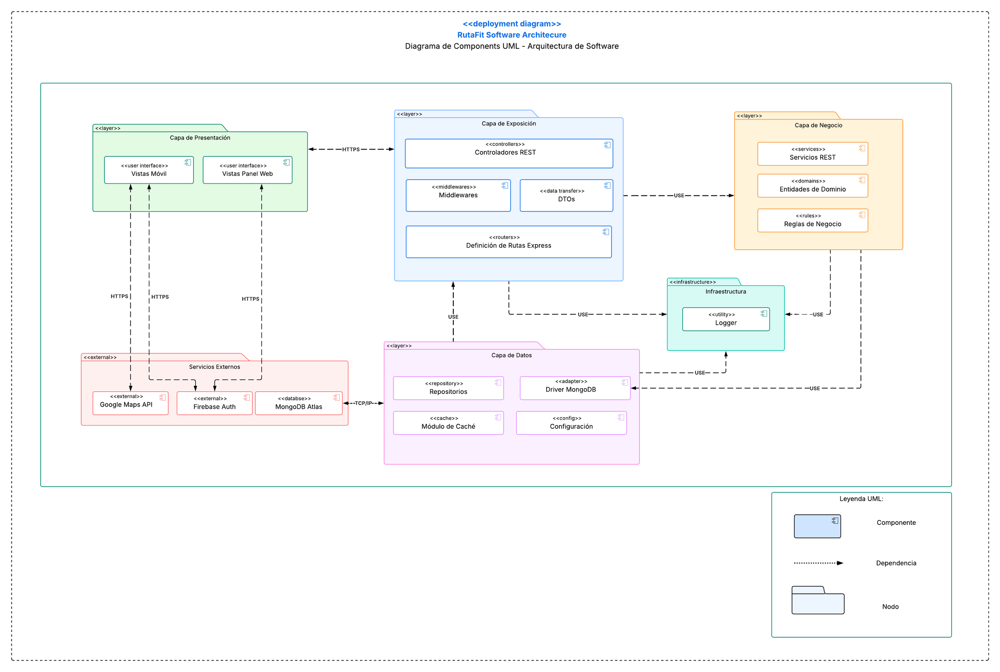 <<deployment diagram>>
RutaFit Software Architecure
Diagrama de Components UML - Arquitectura de Software
<<layer>>
Capa de Presentación
<<user interface>>
Vistas Móvil
<<user interface>>
Vistas Panel Web
HTTPS
<<layer>>
Capa de Exposición
<<controllers>>
Controladores REST
<<middlewares>>
Middlewares
<<data transfer>>
DTOs
<<routers>>
Definición de Rutas Express
USE
<<layer>>
Capa de Negocio
<<services>>
Servicios REST
<<domains>>
Entidades de Dominio
<<rules>>
Reglas de Negocio
HTTPS
HTTPS
HTTPS
USE
USE
<<infrastructure>>
Infraestructura
<<utility>>
Logger
USE
<<external>>
Servicios Externos
<<external>>
Google Maps API
<<external>>
Firebase Auth
<<databse>>
MongoDB Atlas
TCP/IP
<<layer>>
Capa de Datos
<<repository>>
Repositorios
<<adapter>>
Driver MongoDB
<<cache>>
Módulo de Caché
<<config>>
Configuración
USE
USE
Leyenda UML:
Componente
Dependencia
Nodo